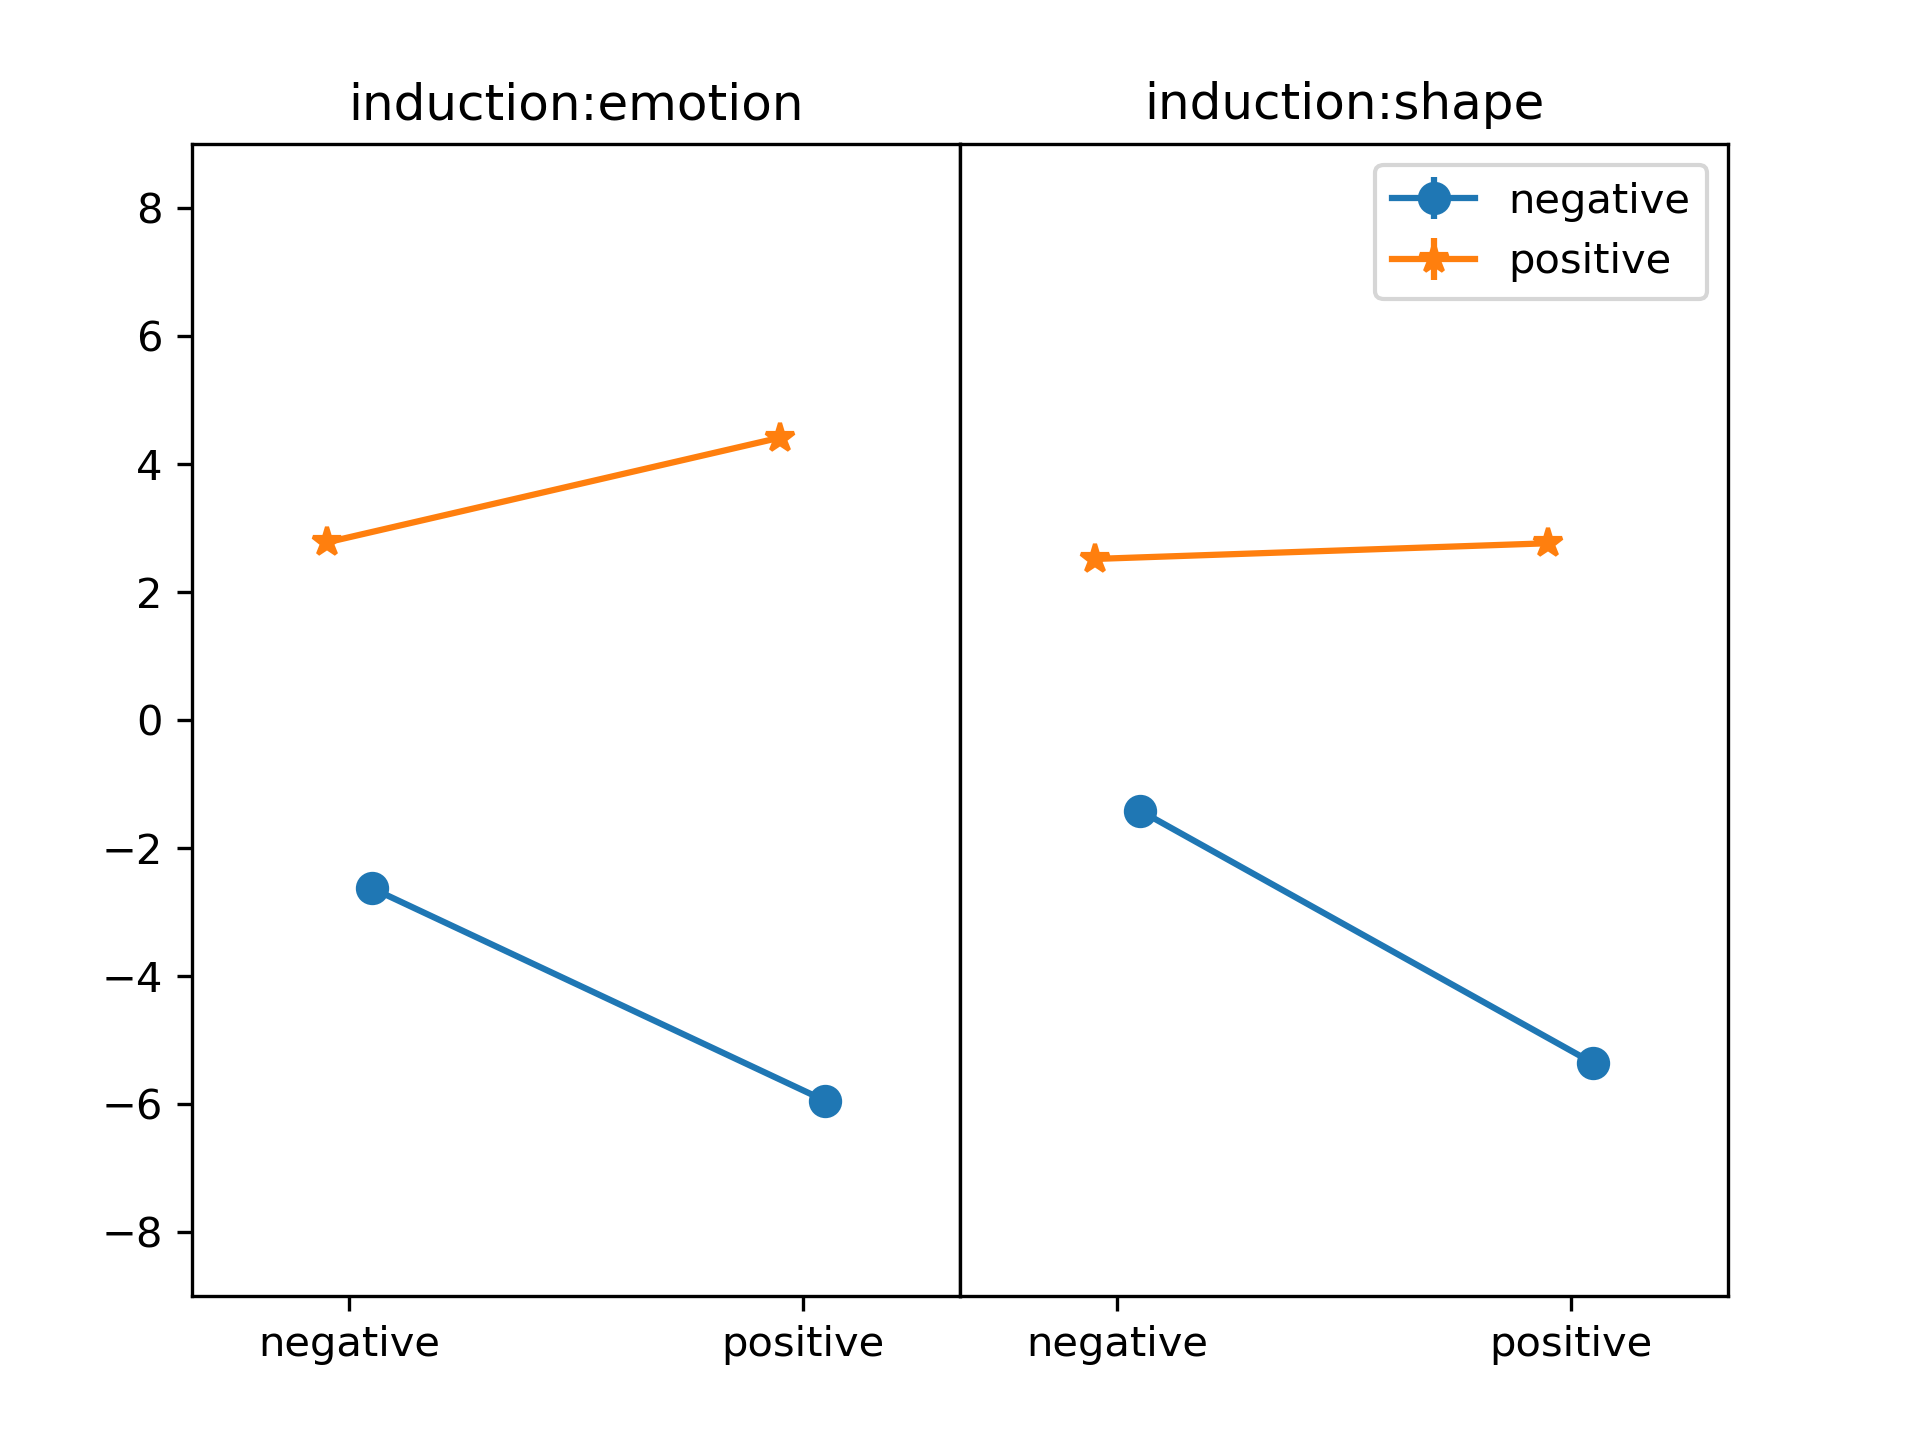 induction:emotion
induction:shape
negative
positive
8
6
4
2
0
−2
−4
−6
−8
negative
positive
negative
positive